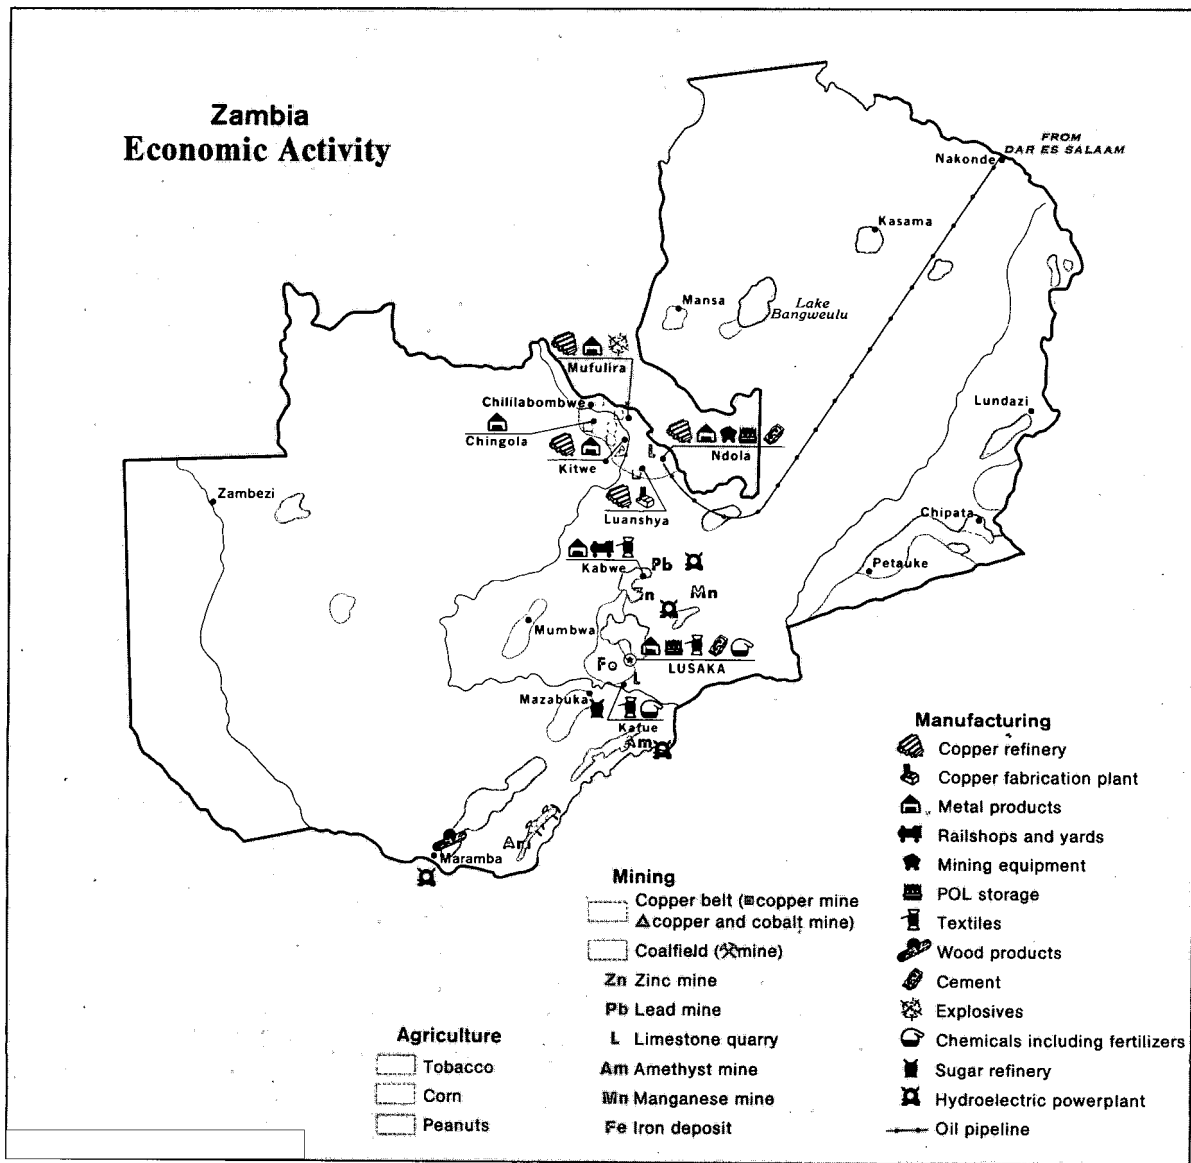 Zambia
Economic Activity
FROM
DAR ES SALAAM
Nakonde
Kasama
Mansa
Lake
Bangweulu
Mufulira
Chililabombwe
Chingola
Kitwe
Ndola
L
Luanshya
Lundazi
Zambezi
Chipata
Petauke
Kabwe
Pb
Zn
Mn
Mumbwa
LUSAKA
Fe
L
Mazabuka
Kafue
Am
Am
Maramba
Manufacturing
Copper refinery
Copper fabrication plant
Metal products
Railshops and yards
Mining equipment
POL storage
Textiles
Wood products
Cement
Explosives
Chemicals including fertilizers
Sugar refinery
Hydroelectric powerplant
Oil pipeline
Mining
Copper belt (copper mine
copper and cobalt mine)
Coalfield (mine)
Zn Zinc mine
Pb Lead mine
L Limestone quarry
Am Amethyst mine
Mn Manganese mine
Fe Iron deposit
Agriculture
Tobacco
Corn
Peanuts